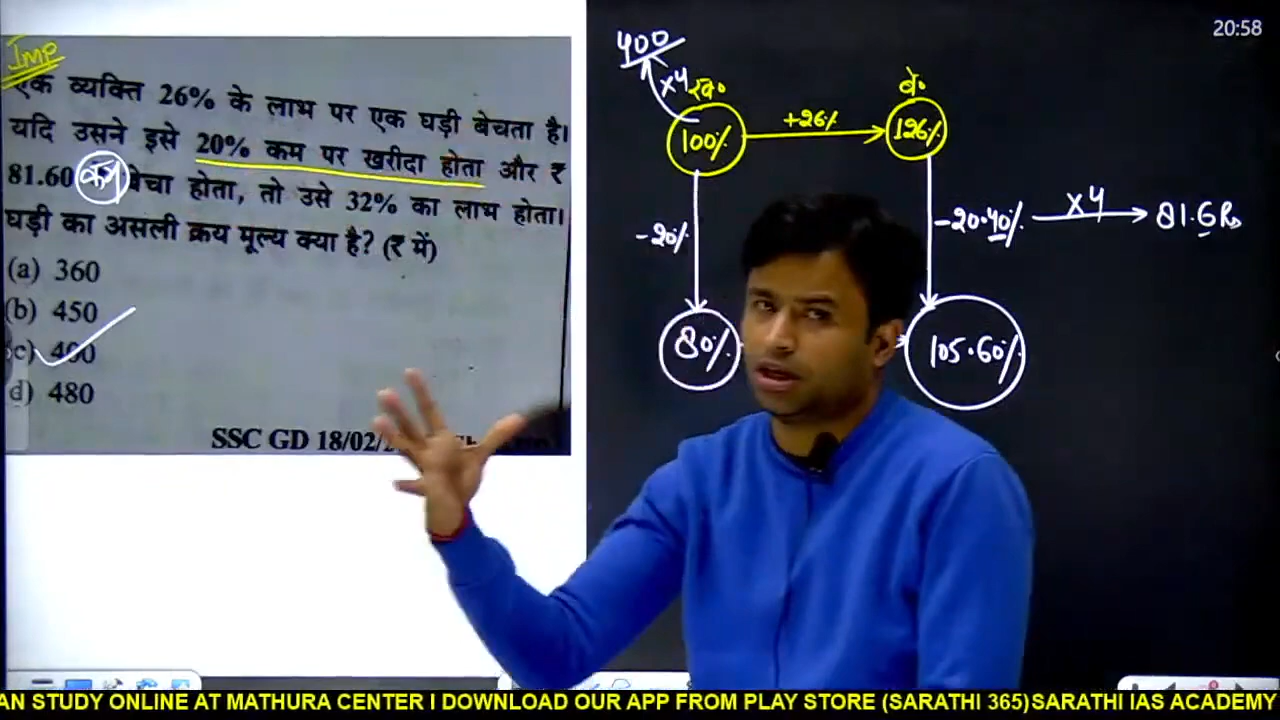 20:58
Imp
एक व्यक्ति 26% के लाभ पर एक घड़ी बेचता है।
यदि उसने इसे 20% कम पर खरीदा होता और ₹
81.60 कम बेचा होता, तो उसे 32% का लाभ होता।
घड़ी का असली क्रय मूल्य क्या है? (₹ में)
(a) 360
(b) 450
(c) 400
(d) 480
SSC GD 18/02/
400
×4
ख॰
100%
+26%
बे॰
126%
-20%
80%
-20.40%
×4
81.6 Rs
105.60%
AN STUDY ONLINE AT MATHURA CENTER I DOWNLOAD OUR APP FROM PLAY STORE (SARATHI 365)SARATHI IAS ACADEMY